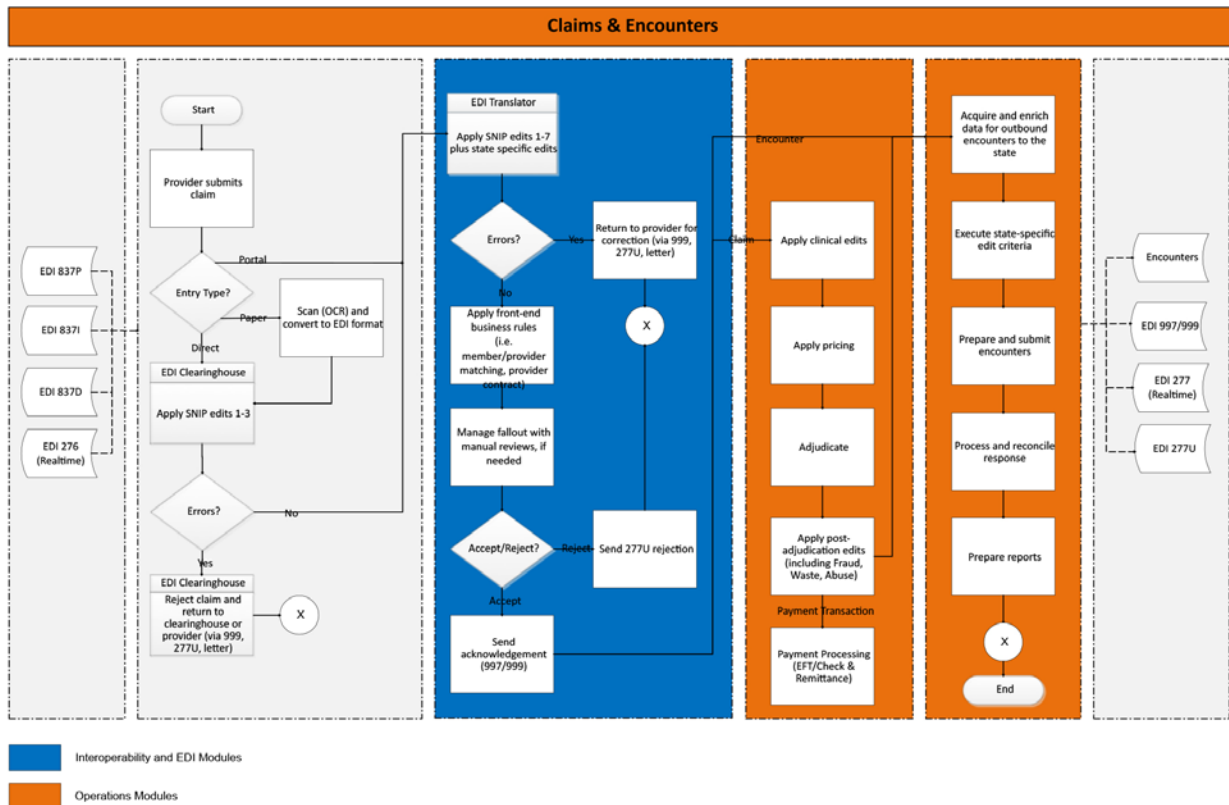 Claims & Encounters
EDI 837P
EDI 837I
EDI 837D
EDI 276
(Realtime)
Start
Provider submits
claim
Entry Type?
Portal
Paper
Direct
Scan (OCR) and
convert to EDI format
EDI Clearinghouse
Apply SNIP edits 1-3
Errors?
No
Yes
EDI Clearinghouse
Reject claim and
return to
clearinghouse or
provider (via 999,
277U, letter)
X
EDI Translator
Apply SNIP edits 1-7
plus state specific edits
Errors?
Yes
Return to provider for
correction (via 999,
277U, letter)
No
X
Apply front-end
business rules
(i.e.
member/provider
matching, provider
contract)
Manage fallout with
manual reviews, if
needed
Accept/Reject?
Reject
Send 277U rejection
Accept
Send
acknowledgement
(997/999)
Encounter
Claim
Apply clinical edits
Apply pricing
Adjudicate
Apply post-
adjudication edits
(including Fraud,
Waste, Abuse)
Payment Transaction
Payment Processing
(EFT/Check &
Remittance)
Acquire and enrich
data for outbound
encounters to the
state
Execute state-specific
edit criteria
Prepare and submit
encounters
Process and reconcile
response
Prepare reports
X
End
Encounters
EDI 997/999
EDI 277
(Realtime)
EDI 277U
Interoperability and EDI Modules
Operations Modules